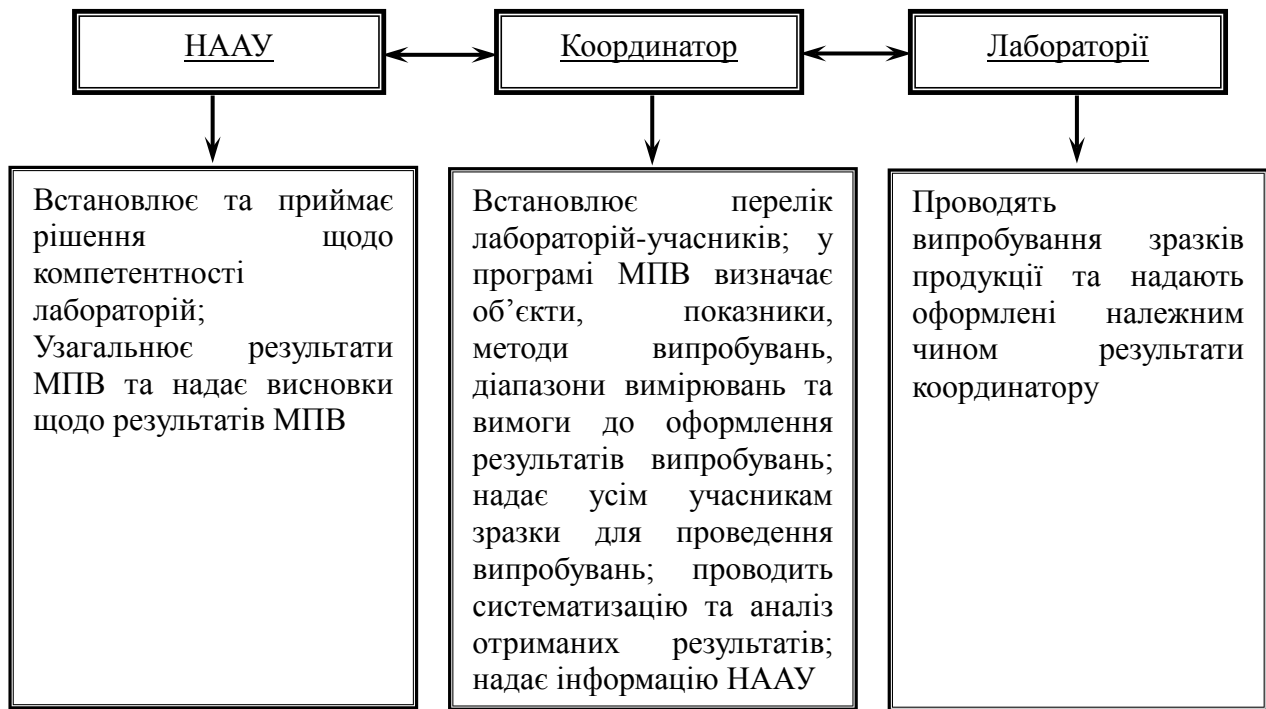 НААУ
Координатор
Лабораторії
Встановлює та приймає
рішення щодо
компетентності
лабораторій;
Узагальнює результати
МПВ та надає висновки
щодо результатів МПВ
Встановлює перелік
лабораторій-учасників; у
програмі МПВ визначає
об’єкти, показники,
методи випробувань,
діапазони вимірювань та
вимоги до оформлення
результатів випробувань;
надає усім учасникам
зразки для проведення
випробувань; проводить
систематизацію та аналіз
отриманих результатів;
надає інформацію НААУ
Проводять
випробування зразків
продукції та надають
оформлені належним
чином результати
координатору